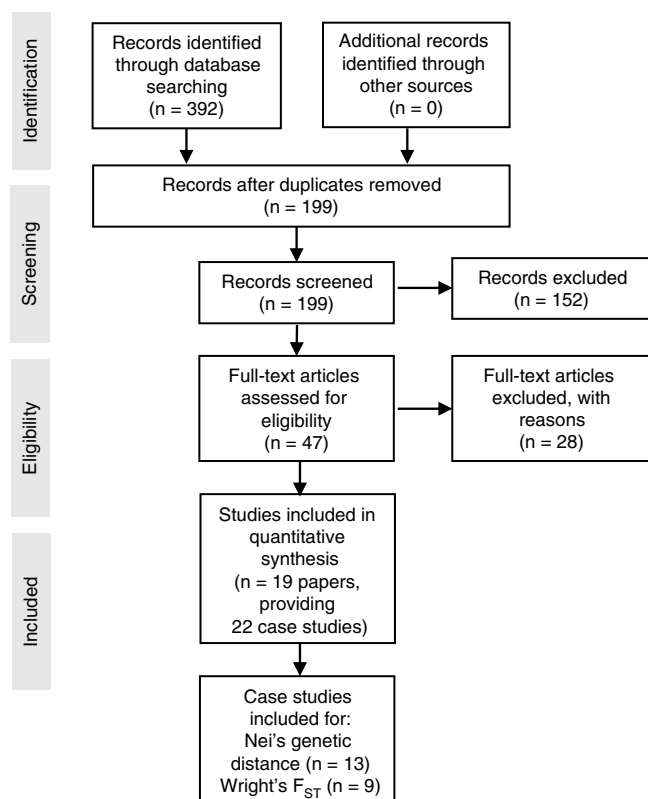 Identification
Records identified
through database
searching
(n = 392)
Additional records
identified through
other sources
(n = 0)
Records after duplicates removed
(n = 199)
Screening
Records screened
(n = 199)
Records excluded
(n = 152)
Eligibility
Full-text articles
assessed for
eligibility
(n = 47)
Full-text articles
excluded, with
reasons
(n = 28)
Included
Studies included in
quantitative
synthesis
(n = 19 papers,
providing
22 case studies)
Case studies
included for:
Nei's genetic
distance (n = 13)
Wright's FST (n = 9)